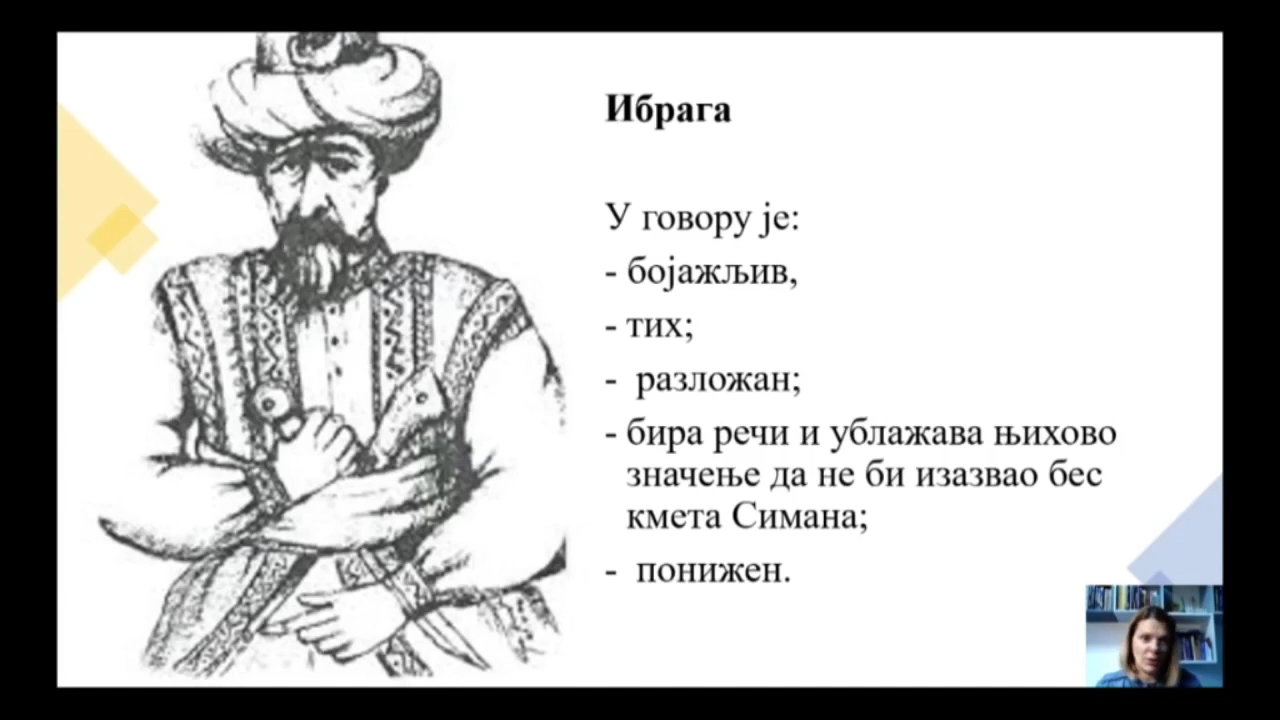 Ибрага
У говору је:
- бојажљив,
- тих;
-  разложан;
- бира речи и ублажава њихово
значење да не би изазвао бес
кмета Симана;
-  понижен.